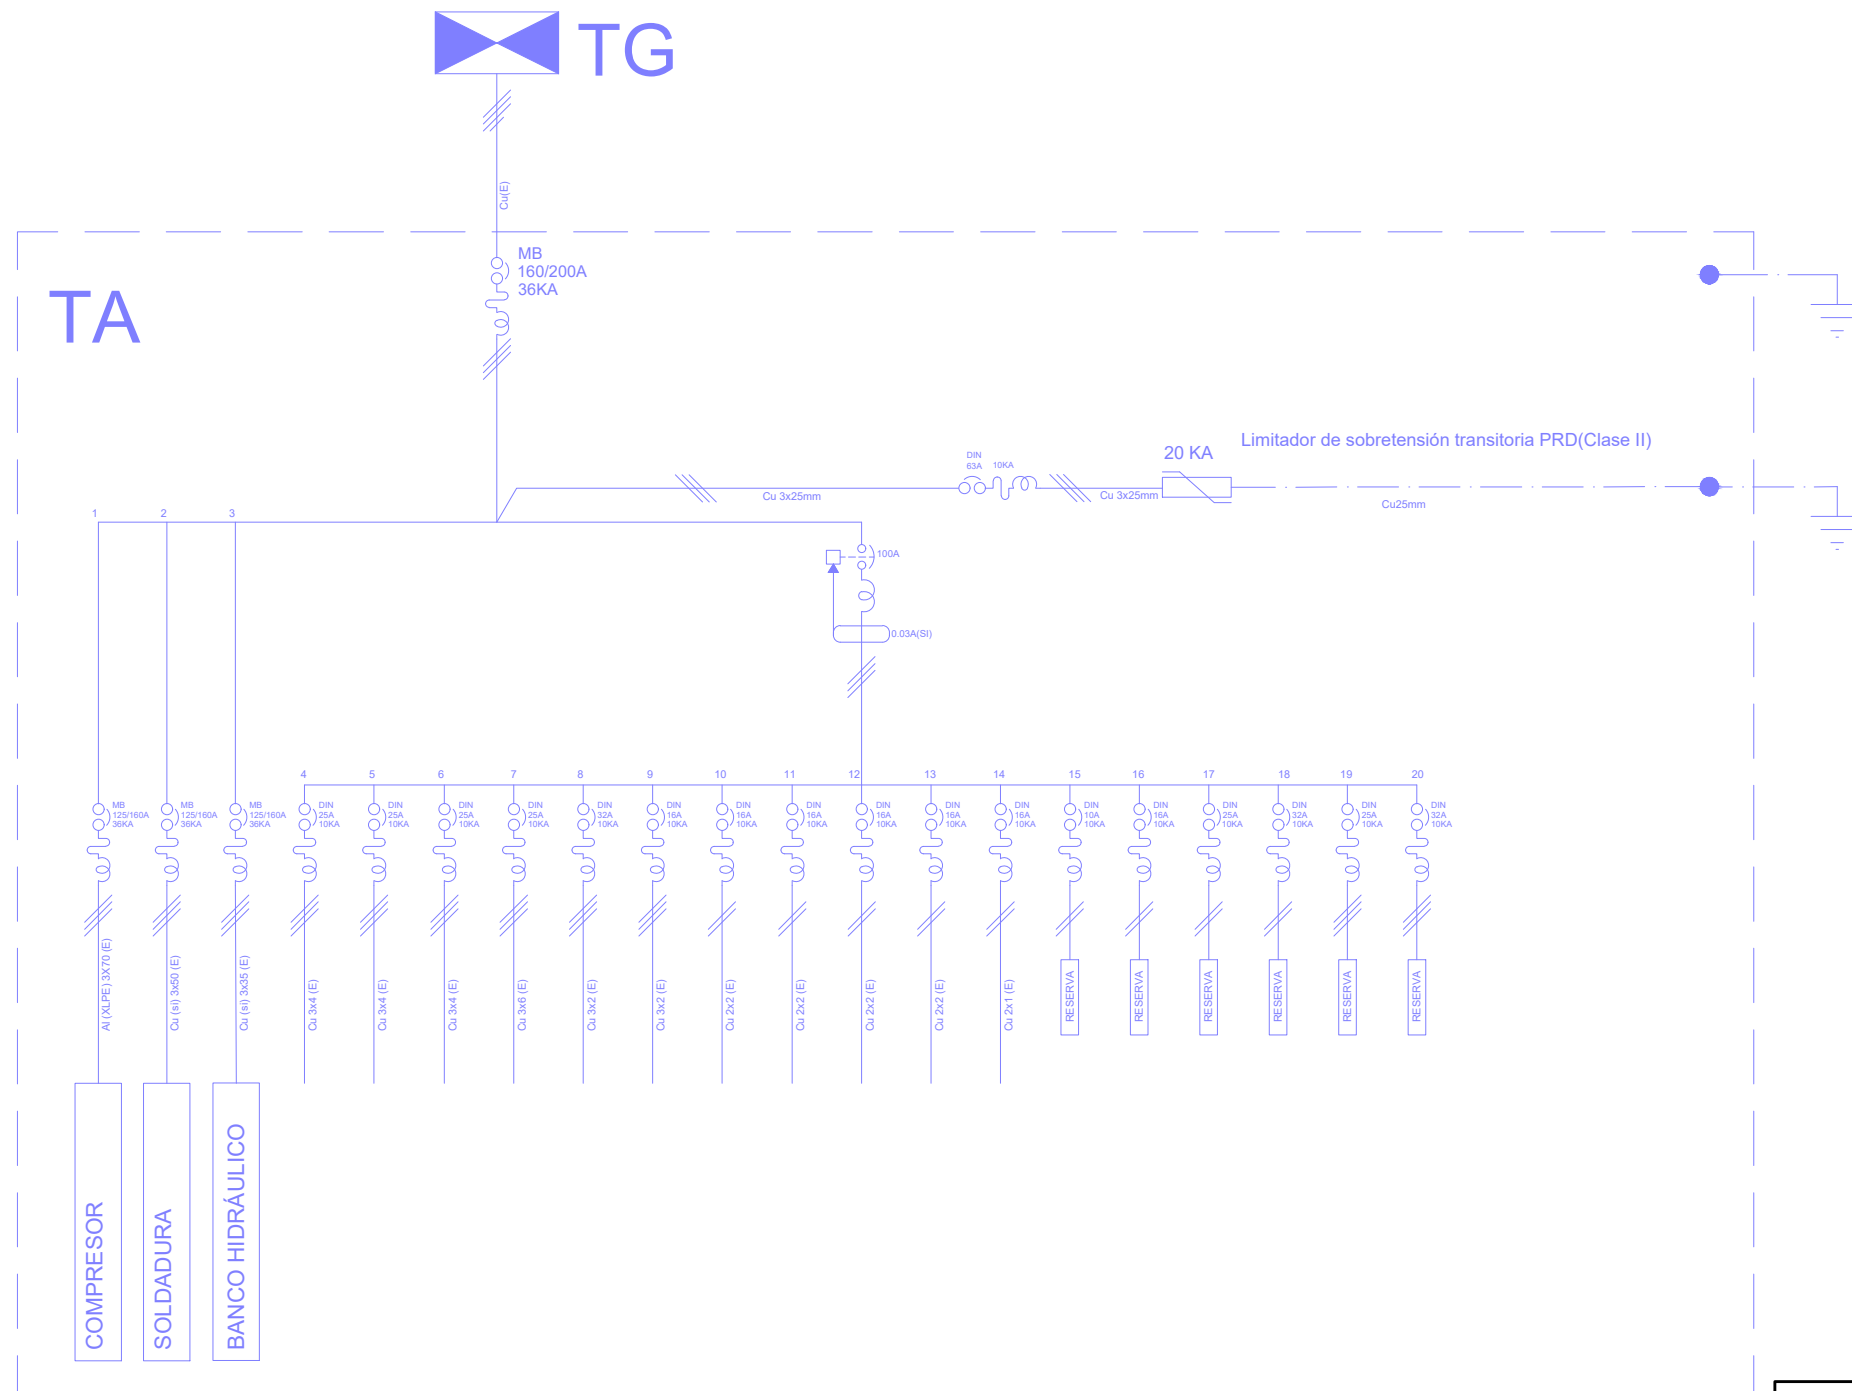 TG
Cu(E)
MB
160/200A
36KA
TA
Limitador de sobretensión transitoria PRD(Clase II)
20 KA
DIN
63A
10KA
Cu 3x25mm
Cu 3x25mm
Cu25mm
1
2
3
100A
0.03A(SI)
4
5
6
7
8
9
10
11
12
13
14
15
16
17
18
19
20
MB
125/160A
36KA
MB
125/160A
36KA
MB
125/160A
36KA
DIN
25A
10KA
DIN
25A
10KA
DIN
25A
10KA
DIN
25A
10KA
DIN
32A
10KA
DIN
16A
10KA
DIN
16A
10KA
DIN
16A
10KA
DIN
16A
10KA
DIN
16A
10KA
DIN
16A
10KA
DIN
10A
10KA
DIN
16A
10KA
DIN
25A
10KA
DIN
32A
10KA
DIN
25A
10KA
DIN
32A
10KA
Al (XLPE) 3X70 (E)
Cu (si) 3x50 (E)
Cu (si) 3x35 (E)
Cu 3x4 (E)
Cu 3x4 (E)
Cu 3x4 (E)
Cu 3x6 (E)
Cu 3x2 (E)
Cu 3x2 (E)
Cu 2x2 (E)
Cu 2x2 (E)
Cu 2x2 (E)
Cu 2x2 (E)
Cu 2x1 (E)
RESERVA
RESERVA
RESERVA
RESERVA
RESERVA
RESERVA
COMPRESOR
SOLDADURA
BANCO HIDRÁULICO